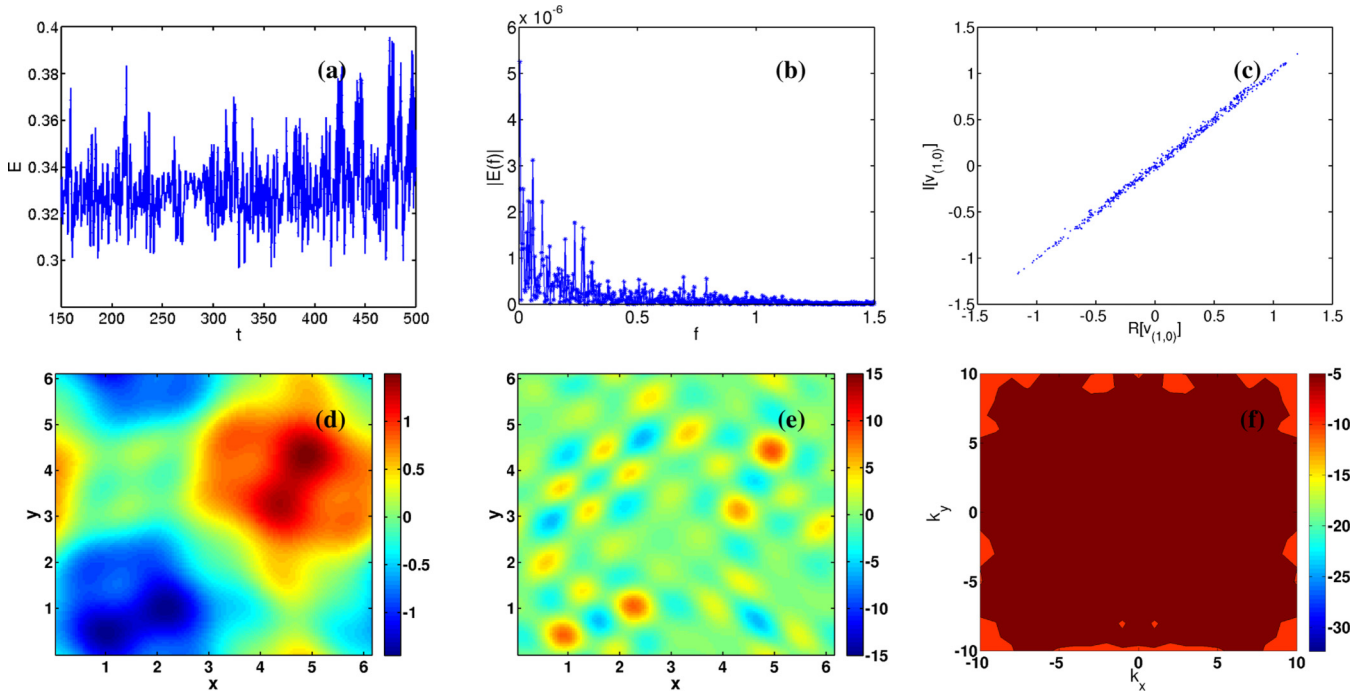 (a)
E
0.4
0.38
0.36
0.34
0.32
0.3
150 200 250 300 350 400 450 500
t
(b)
× 10⁻⁶
|E(f)|
6
5
4
3
2
1
0
0 0.5 1 1.5
f
(c)
I[v(1,0)]
1.5
1
0.5
0
-0.5
-1
-1.5
-1.5 -1 -0.5 0 0.5 1 1.5
R[v(1,0)]
(d)
y
6
5
4
3
2
1
1 2 3 4 5 6
x
1
0.5
0
-0.5
-1
(e)
y
6
5
4
3
2
1
1 2 3 4 5 6
x
15
10
5
0
-5
-10
-15
(f)
k_y
10
5
0
-5
-10
-10 -5 0 5 10
k_x
-5
-10
-15
-20
-25
-30